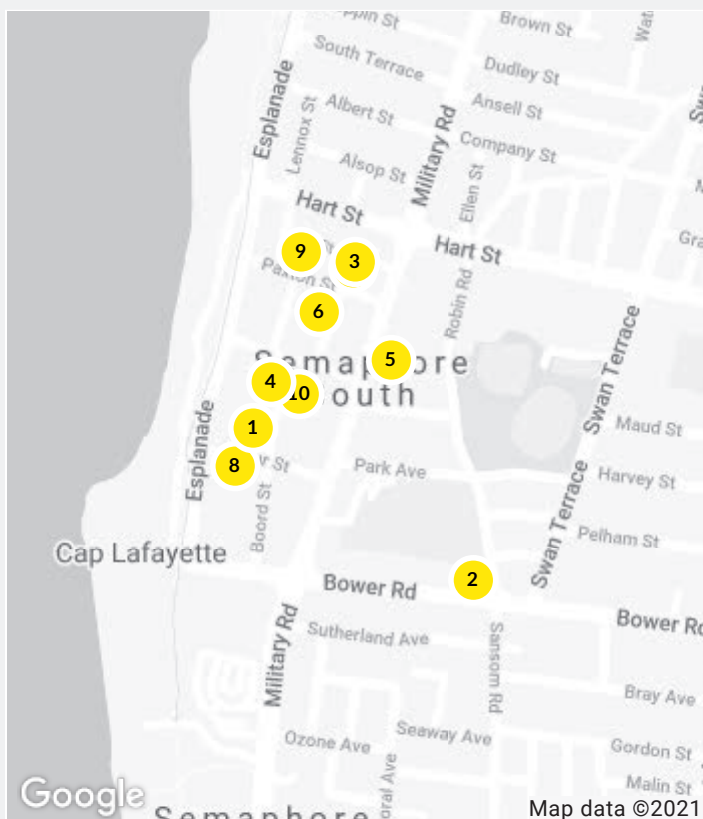 Brown St
South Terrace
Dudley St
Esplanade
Lennox St
Albert St
Ansell St
Military Rd
Company St
Alsop St
Ellen St
Hart St
Hart St
9
3
6
Robin Rd
5
Semaphore
South
4
10
1
8
Swan Terrace
Maud St
Esplanade
Park Ave
Harvey St
Boord St
Swan Terrace
Pelham St
Cap Lafayette
2
Bower Rd
Bower Rd
Military Rd
Sutherland Ave
Sansom Rd
Bray Ave
Seaway Ave
Ozone Ave
Gordon St
Malin St
Google
Semaphore
Map data ©2021